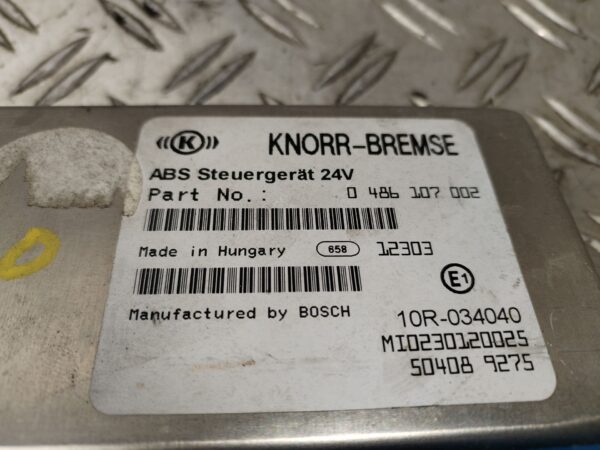 K KNORR-BREMSE
ABS Steuergerät 24V
Part No.: 0 486 107 002
Made in Hungary 658 12303
E1
Manufactured by BOSCH 10R-034040
MI0230120025
50408 9275